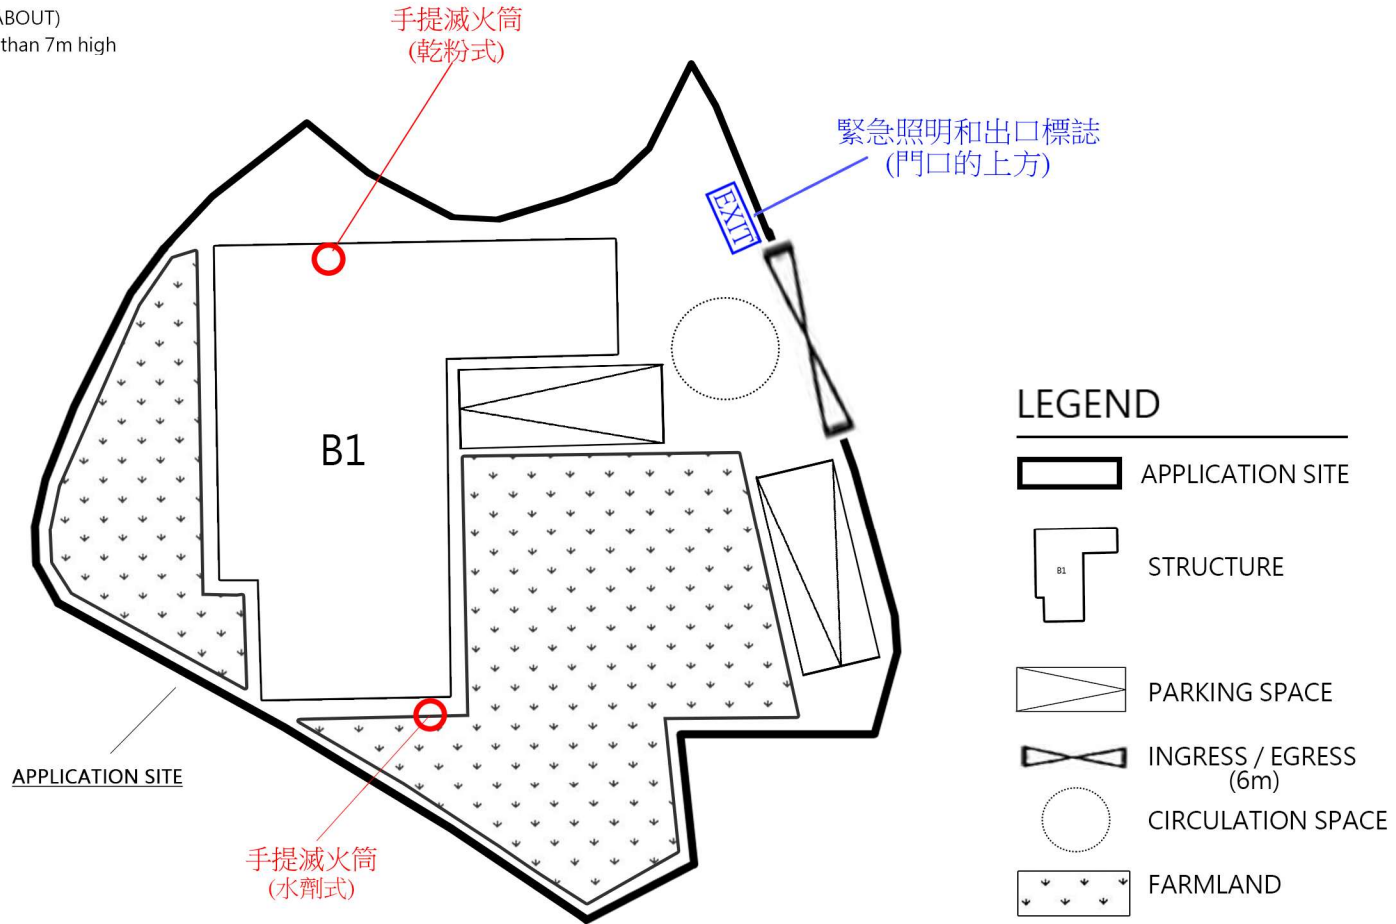 ABOUT)
than 7m high
手提滅火筒
(乾粉式)
緊急照明和出口標誌
(門口的上方)
EXIT
B1
LEGEND
APPLICATION SITE
B1
STRUCTURE
PARKING SPACE
INGRESS / EGRESS
(6m)
CIRCULATION SPACE
FARMLAND
APPLICATION SITE
手提滅火筒
(水劑式)